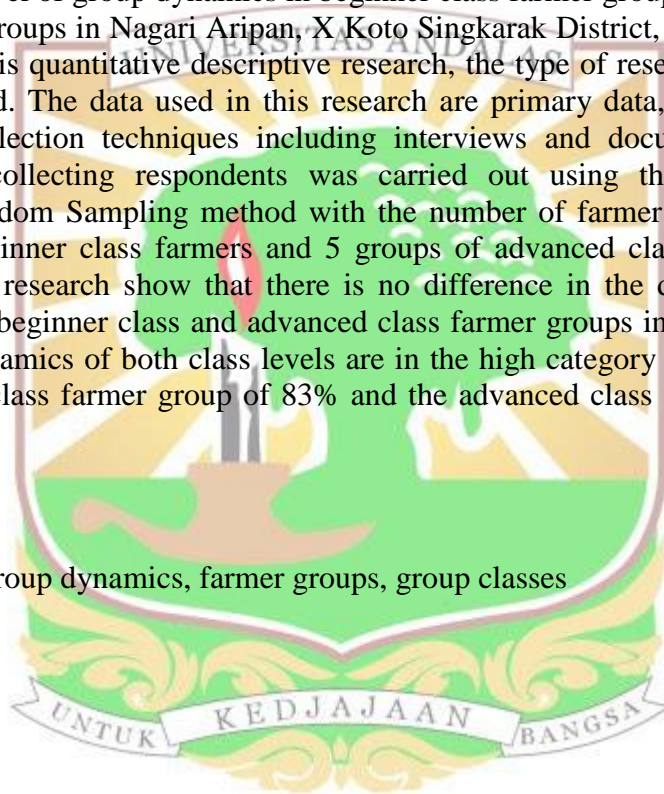 er of group dynamics in beginner class farmer group
roups in Nagari Aripan, X Koto Singkarak District,
is quantitative descriptive research, the type of rese
d. The data used in this research are primary data,
lection techniques including interviews and docu
collecting respondents was carried out using th
dom Sampling method with the number of farmer
inner class farmers and 5 groups of advanced cla
research show that there is no difference in the d
beginner class and advanced class farmer groups in
amics of both class levels are in the high category
class farmer group of 83% and the advanced class
roup dynamics, farmer groups, group classes
UNIVERSITAS ANDALAS
UNTUK KEDJAJAAN BANGSA